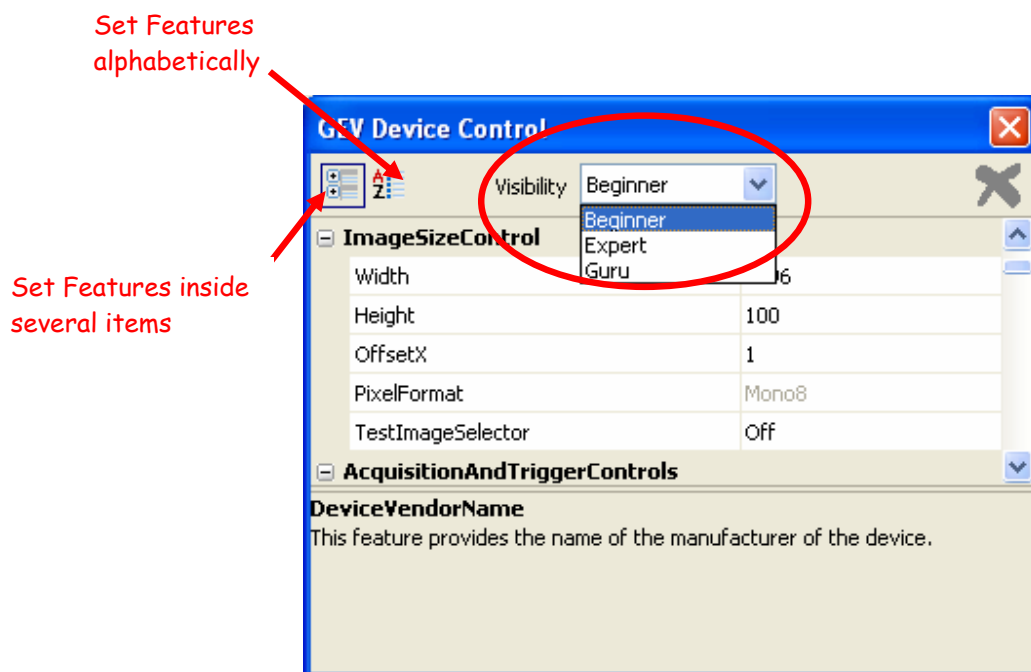 Set Features
alphabetically
GEV Device Control
Visibility Beginner
Beginner
Expert
Guru
ImageSizeControl
Width
Height 100
OffsetX 1
PixelFormat Mono8
TestImageSelector Off
AcquisitionAndTriggerControls
DeviceVendorName
This feature provides the name of the manufacturer of the device.
Set Features inside
several items